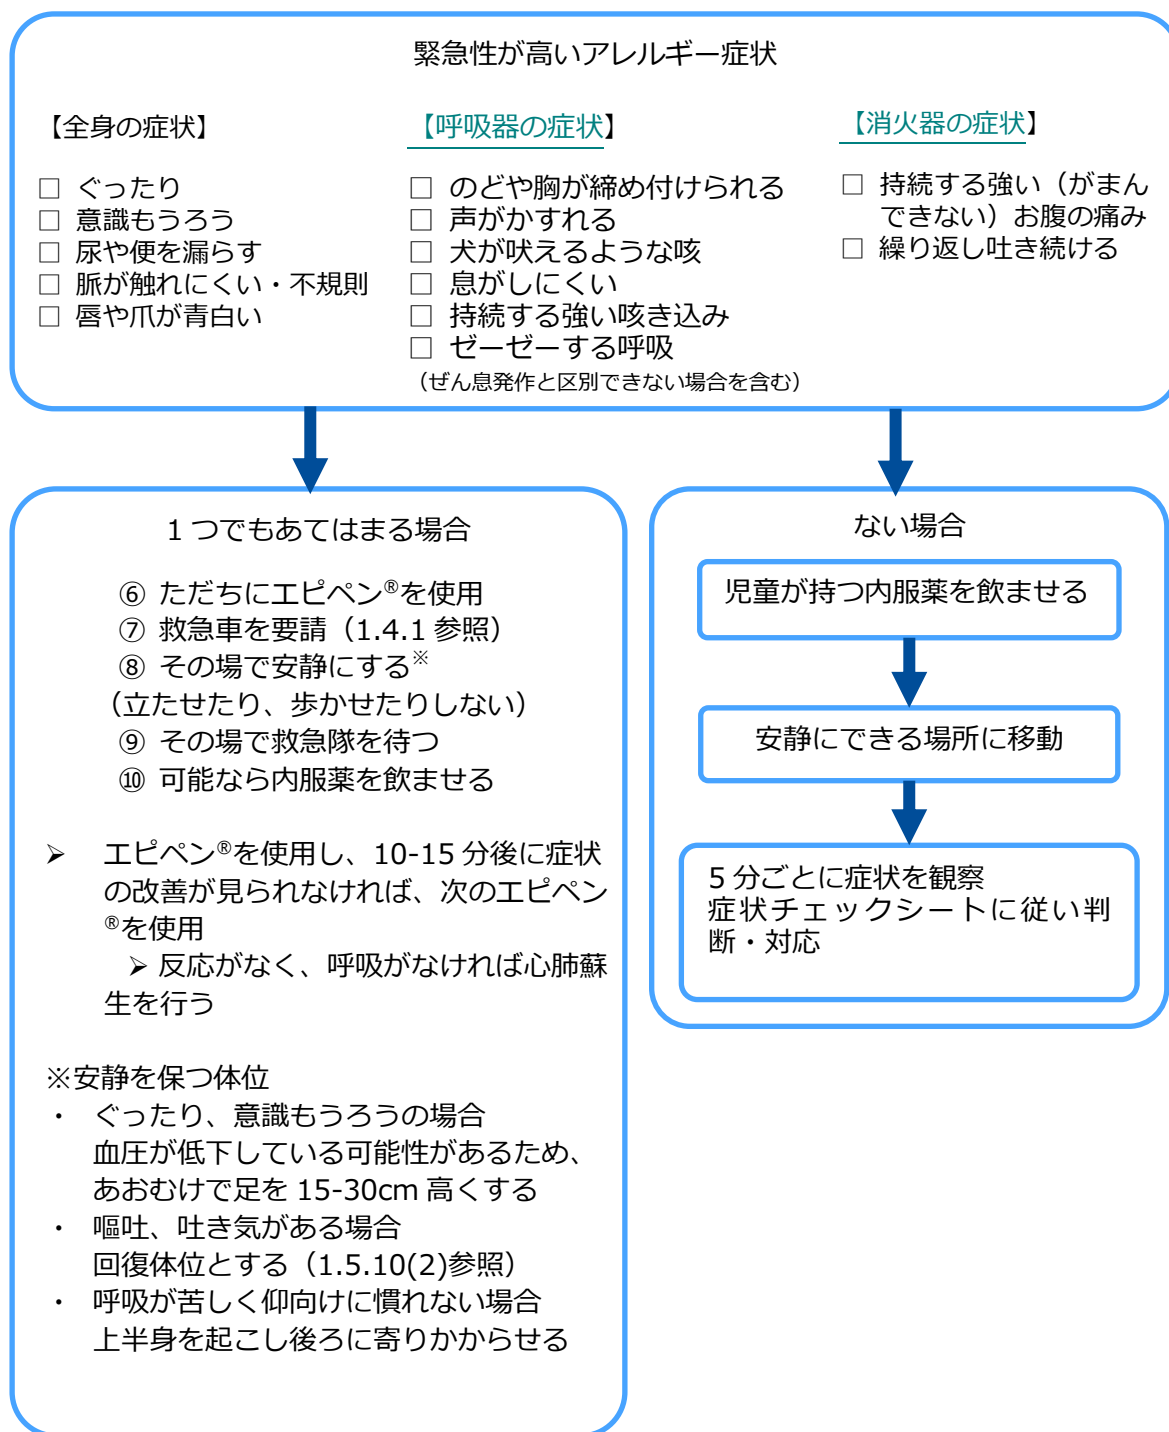 緊急性が高いアレルギー症状
【全身の症状】
□ ぐったり
□ 意識もうろう
□ 尿や便を漏らす
□ 脈が触れにくい・不規則
□ 唇や爪が青白い
【呼吸器の症状】
□ のどや胸が締め付けられる
□ 声がかすれる
□ 犬が吠えるような咳
□ 息がしにくい
□ 持続する強い咳き込み
□ ゼーゼーする呼吸
（ぜん息発作と区別できない場合を含む）
【消火器の症状】
□ 持続する強い（がまん
できない）お腹の痛み
□ 繰り返し吐き続ける
1 つでもあてはまる場合
⑥ ただちにエピペン®を使用
⑦ 救急車を要請（1.4.1 参照）
⑧ その場で安静にする※
（立たせたり、歩かせたりしない）
⑨ その場で救急隊を待つ
⑩ 可能なら内服薬を飲ませる
➢ エピペン®を使用し、10-15 分後に症状
の改善が見られなければ、次のエピペン
®を使用
➢ 反応がなく、呼吸がなければ心肺蘇
生を行う
※安静を保つ体位
・ ぐったり、意識もうろうの場合
血圧が低下している可能性があるため、
あおむけで足を 15-30cm 高くする
・ 嘔吐、吐き気がある場合
回復体位とする（1.5.10(2)参照）
・ 呼吸が苦しく仰向けに慣れない場合
上半身を起こし後ろに寄りかからせる
ない場合
児童が持つ内服薬を飲ませる
安静にできる場所に移動
5 分ごとに症状を観察
症状チェックシートに従い判
断・対応